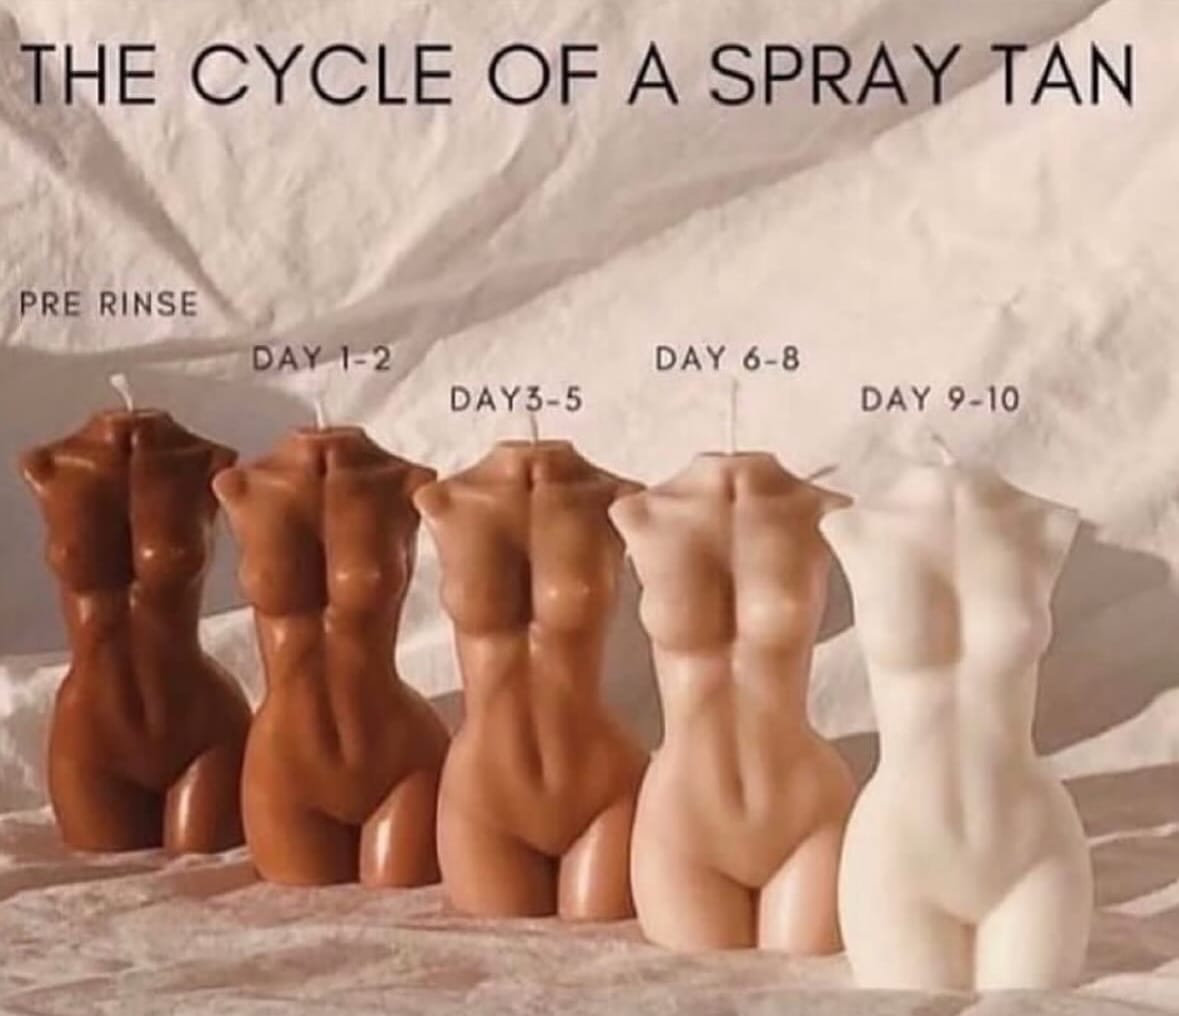 THE CYCLE OF A SPRAY TAN
PRE RINSE
DAY 1-2
DAY3-5
DAY 6-8
DAY 9-10